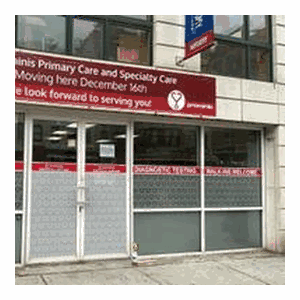 inis Primary Care and Specialty Care
Moving here December 16th
e look forward to serving you!
DIAGNOSTIC TESTING
WALK-INS WELCOME